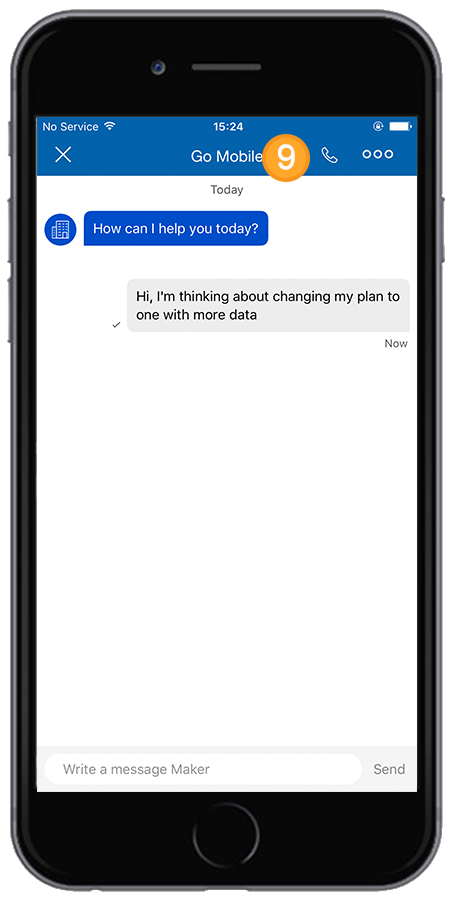 No Service 15:24
Go Mobile 9
Today
How can I help you today?
Hi, I'm thinking about changing my plan to
one with more data
Now
Write a message Maker Send